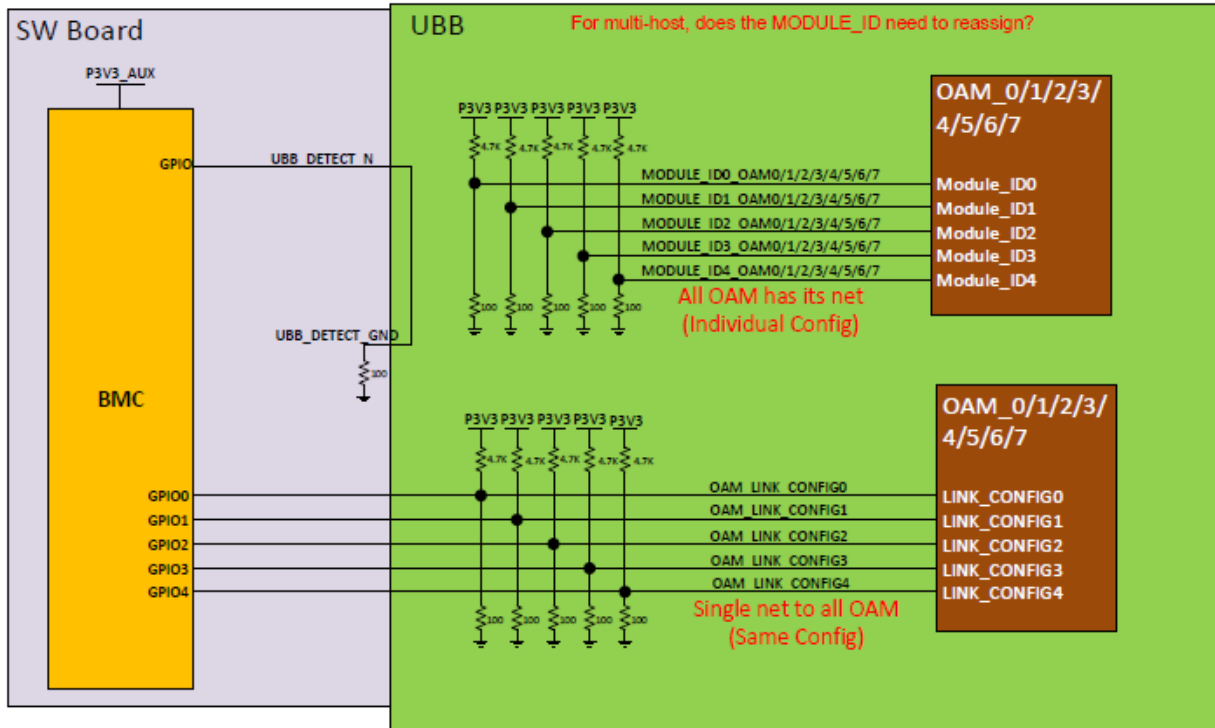 SW Board
UBB
For multi-host, does the MODULE_ID need to reassign?
P3V3_AUX
GPIO
UBB_DETECT_N
UBB_DETECT_GND
100
BMC
GPIO0
GPIO1
GPIO2
GPIO3
GPIO4
P3V3 P3V3 P3V3 P3V3 P3V3
4.7K 4.7K 4.7K 4.7K 4.7K
MODULE_ID0_OAM0/1/2/3/4/5/6/7
MODULE_ID1_OAM0/1/2/3/4/5/6/7
MODULE_ID2_OAM0/1/2/3/4/5/6/7
MODULE_ID3_OAM0/1/2/3/4/5/6/7
MODULE_ID4_OAM0/1/2/3/4/5/6/7
100 100 100 100 100
All OAM has its net
(Individual Config)
OAM_0/1/2/3/
4/5/6/7
Module_ID0
Module_ID1
Module_ID2
Module_ID3
Module_ID4
P3V3 P3V3 P3V3 P3V3 P3V3
4.7K 4.7K 4.7K 4.7K 4.7K
OAM_LINK_CONFIG0
OAM_LINK_CONFIG1
OAM_LINK_CONFIG2
OAM_LINK_CONFIG3
OAM_LINK_CONFIG4
100 100 100 100 100
Single net to all OAM
(Same Config)
OAM_0/1/2/3/
4/5/6/7
LINK_CONFIG0
LINK_CONFIG1
LINK_CONFIG2
LINK_CONFIG3
LINK_CONFIG4